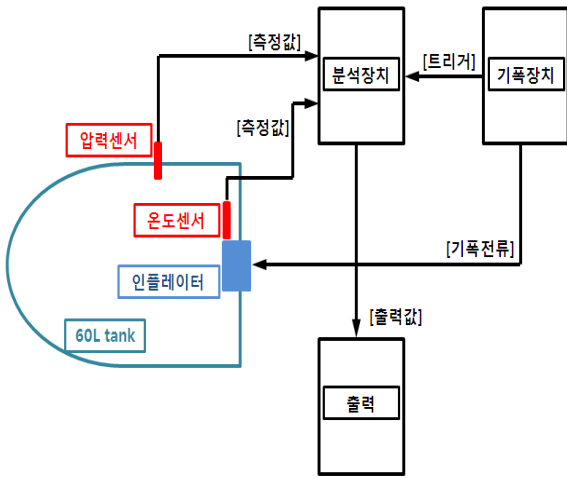 [측정값]
[트리거]
분석장치
기폭장치
[측정값]
압력센서
온도센서
[기폭전류]
인플레이터
[출력값]
60L tank
출력